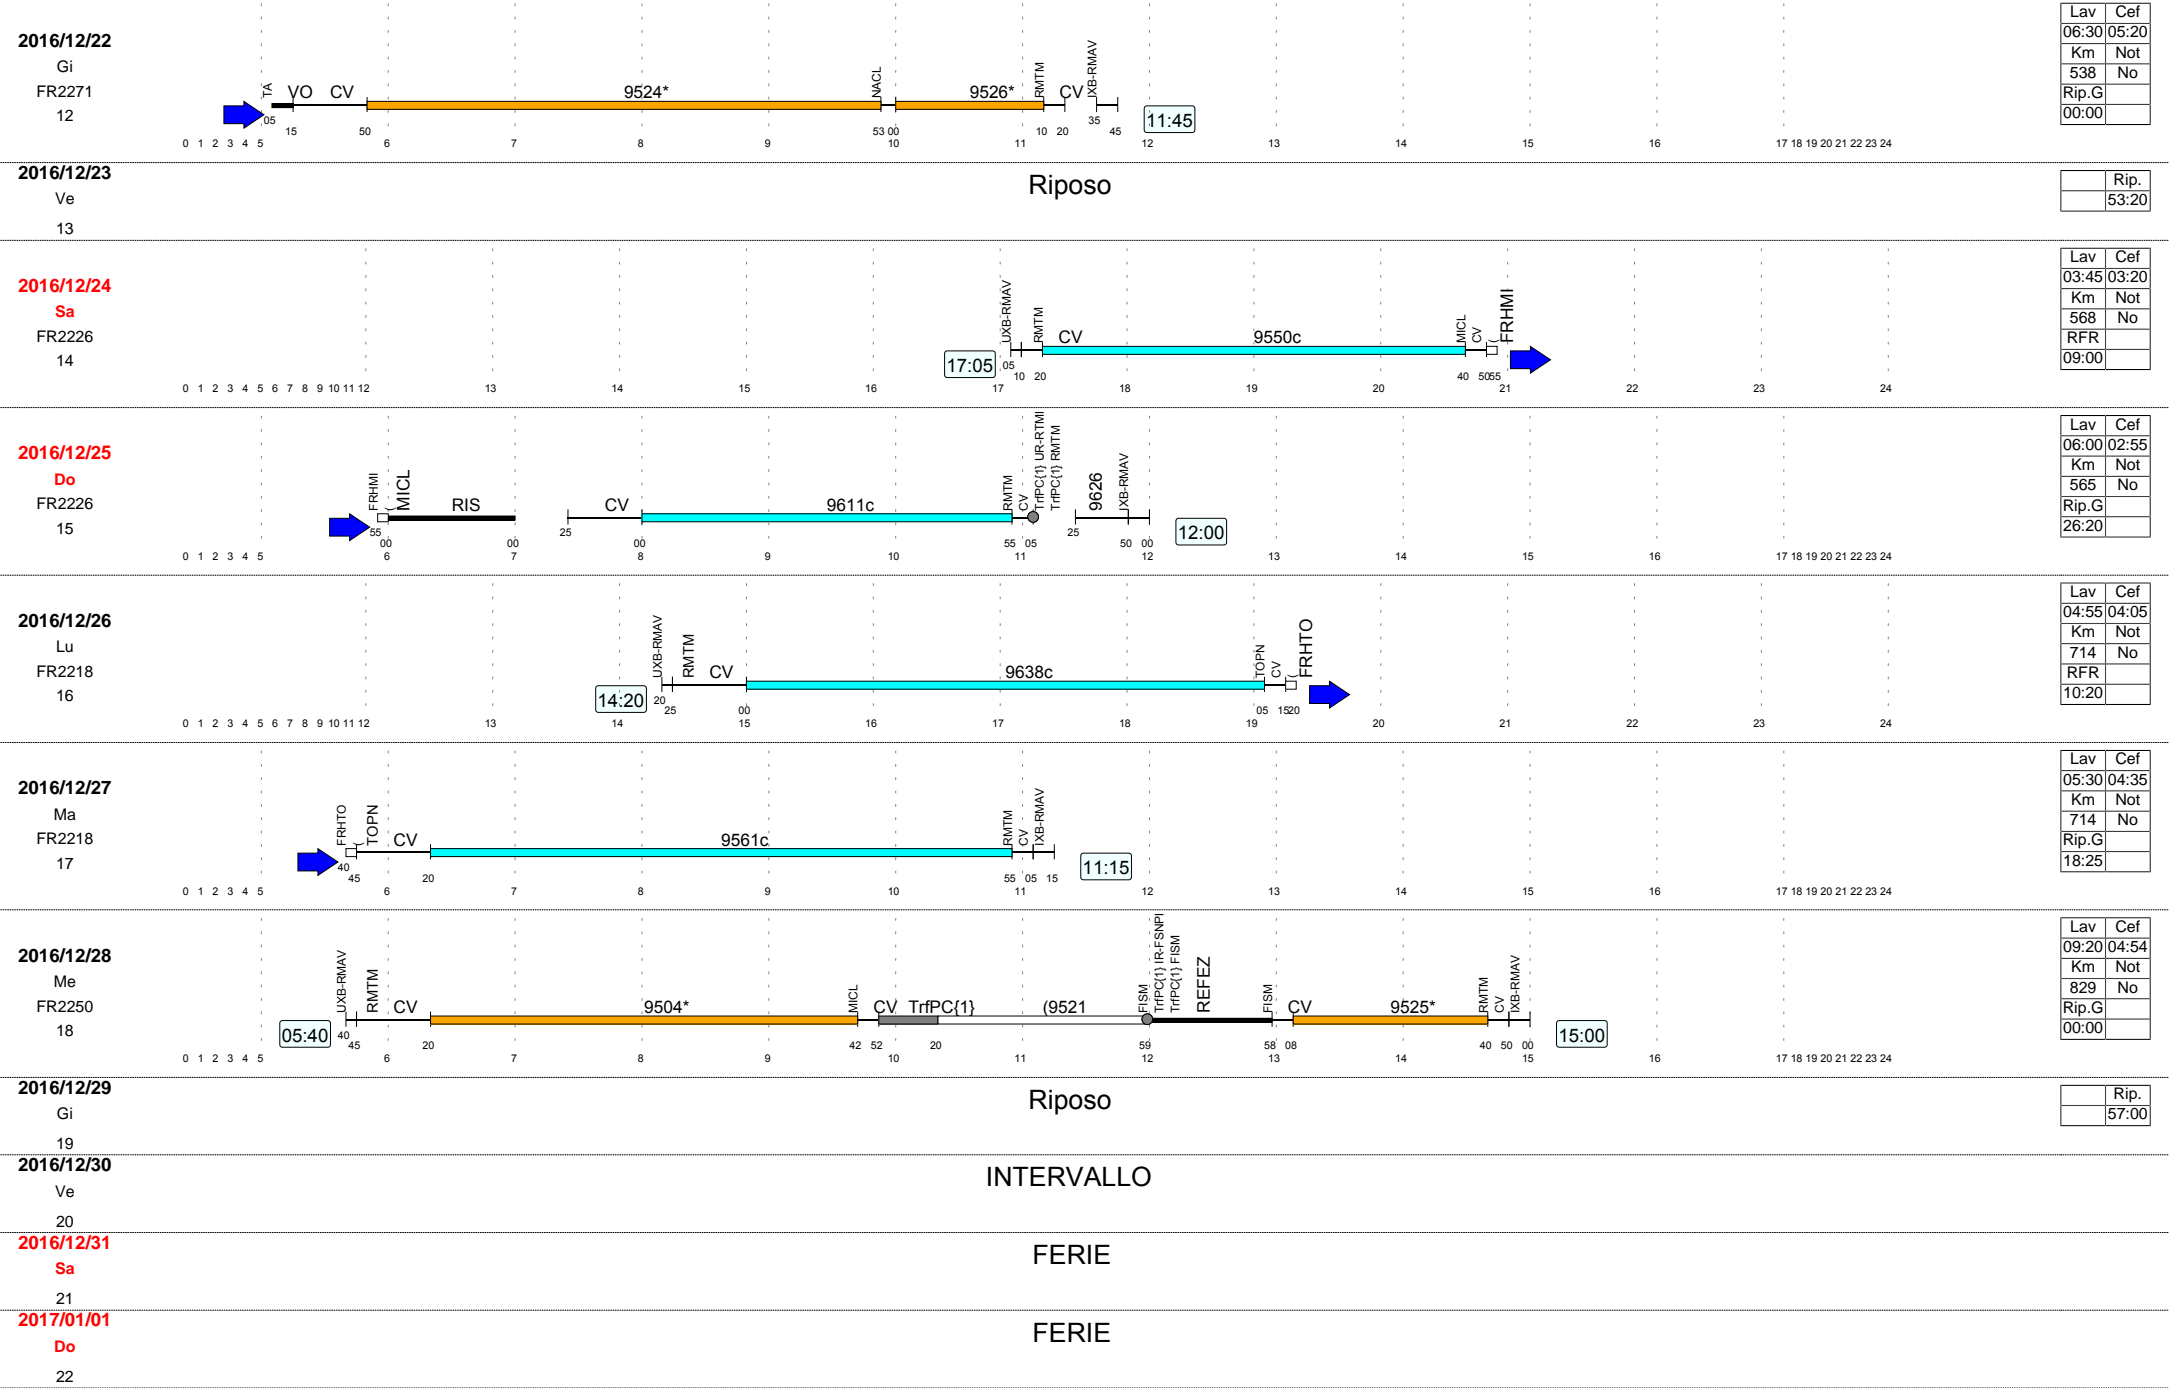 2016/12/22
Gi
FR2271
12
TA VO CV 9524* NACL 9526* RMTM CV IXB-RMAV
05 15 50 53 00 10 20 35 45
11:45
0 1 2 3 4 5 6 7 8 9 10 11 12 13 14 15 16 17 18 19 20 21 22 23 24
Lav Cef
06:30 05:20
Km Not
538 No
Rip.G
00:00
2016/12/23
Ve
13
Riposo
Rip.
53:20
2016/12/24
Sa
FR2226
14
17:05
UXB-RMAV RMTM CV 9550c MICL CV ( FRHMI
05 10 20 40 50 55
0 1 2 3 4 5 6 7 8 9 10 11 12 13 14 15 16 17 18 19 20 21 22 23 24
Lav Cef
03:45 03:20
Km Not
568 No
RFR
09:00
2016/12/25
Do
FR2226
15
FRHMI ( MICL RIS CV 9611c RMTM CV TrfPC{1} UR-RTMI TrfPC{1} RMTM 9626 IXB-RMAV
55 00 00 25 00 55 05 25 50 00
12:00
0 1 2 3 4 5 6 7 8 9 10 11 12 13 14 15 16 17 18 19 20 21 22 23 24
Lav Cef
06:00 02:55
Km Not
565 No
Rip.G
26:20
2016/12/26
Lu
FR2218
16
14:20
UXB-RMAV RMTM CV 9638c TOPN CV ( FRHTO
20 25 00 05 15 20
0 1 2 3 4 5 6 7 8 9 10 11 12 13 14 15 16 17 18 19 20 21 22 23 24
Lav Cef
04:55 04:05
Km Not
714 No
RFR
10:20
2016/12/27
Ma
FR2218
17
FRHTO ( TOPN CV 9561c RMTM CV IXB-RMAV
40 45 20 55 05 15
11:15
0 1 2 3 4 5 6 7 8 9 10 11 12 13 14 15 16 17 18 19 20 21 22 23 24
Lav Cef
05:30 04:35
Km Not
714 No
Rip.G
18:25
2016/12/28
Me
FR2250
18
05:40
UXB-RMAV RMTM CV 9504* MICL CV TrfPC{1} (9521 FISM TrfPC{1} IR-FSNPI TrfPC{1} FISM REFEZ FISM CV 9525* RMTM CV IXB-RMAV
40 45 20 42 52 20 59 58 08 40 50 00
15:00
0 1 2 3 4 5 6 7 8 9 10 11 12 13 14 15 16 17 18 19 20 21 22 23 24
Lav Cef
09:20 04:54
Km Not
829 No
Rip.G
00:00
2016/12/29
Gi
19
Riposo
Rip.
57:00
2016/12/30
Ve
20
INTERVALLO
2016/12/31
Sa
21
FERIE
2017/01/01
Do
22
FERIE